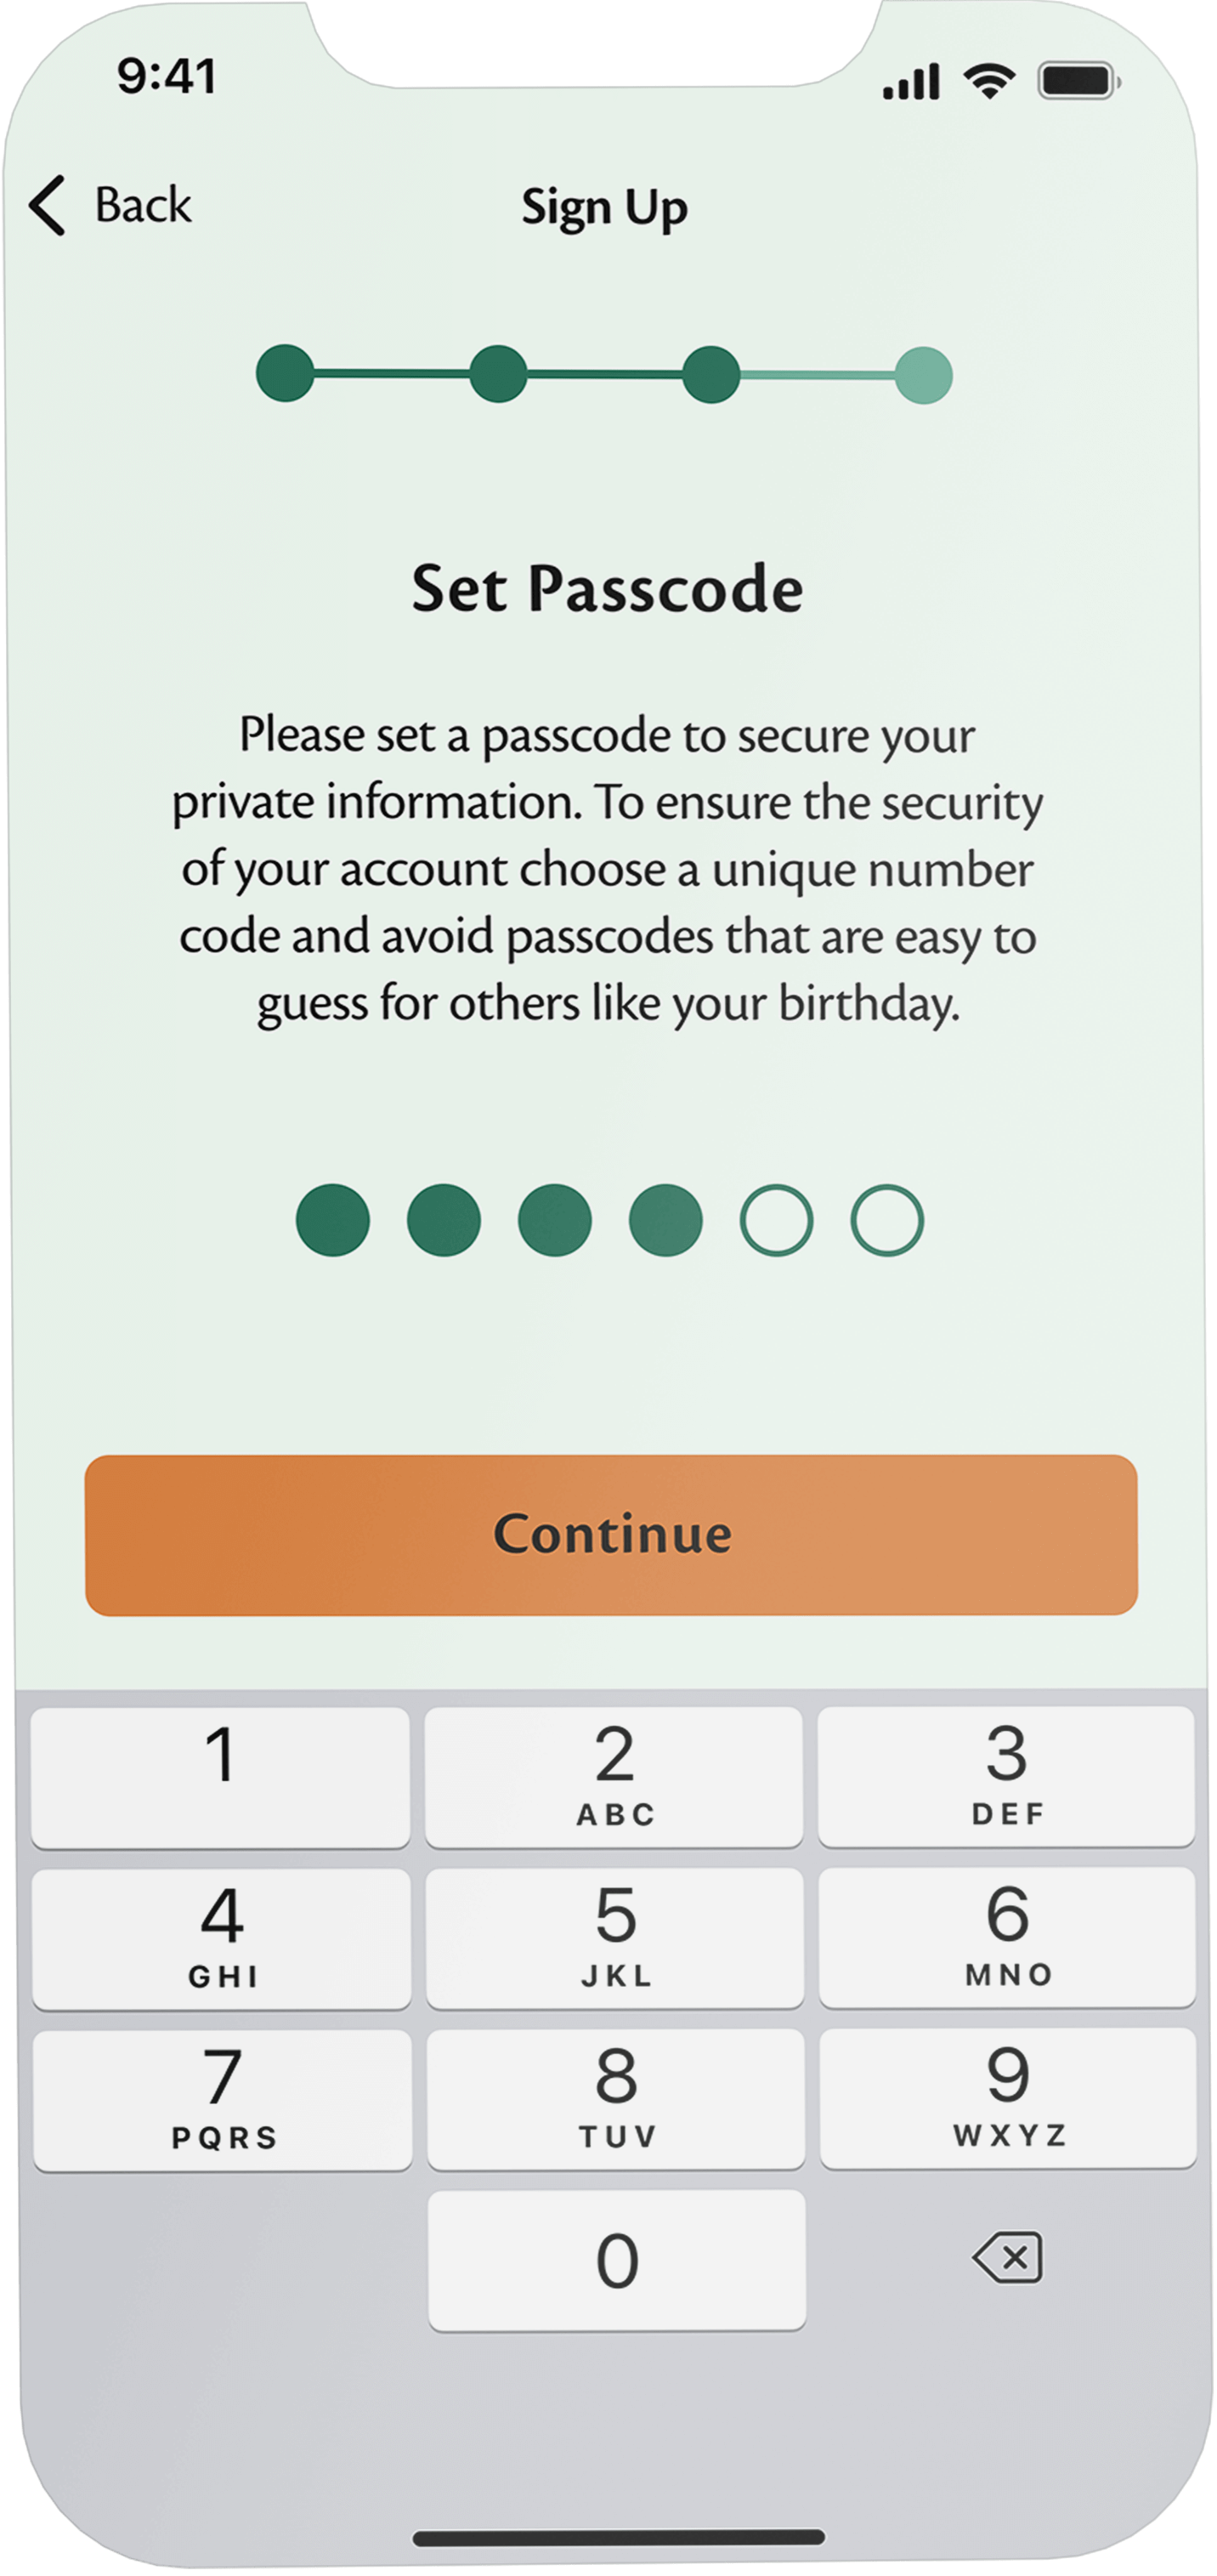 9:41
Back
Sign Up
Set Passcode
Please set a passcode to secure your
private information. To ensure the security
of your account choose a unique number
code and avoid passcodes that are easy to
guess for others like your birthday.
Continue
1 2 3
ABC DEF
4 5 6
GHI JKL MNO
7 8 9
PQRS TUV WXYZ
0